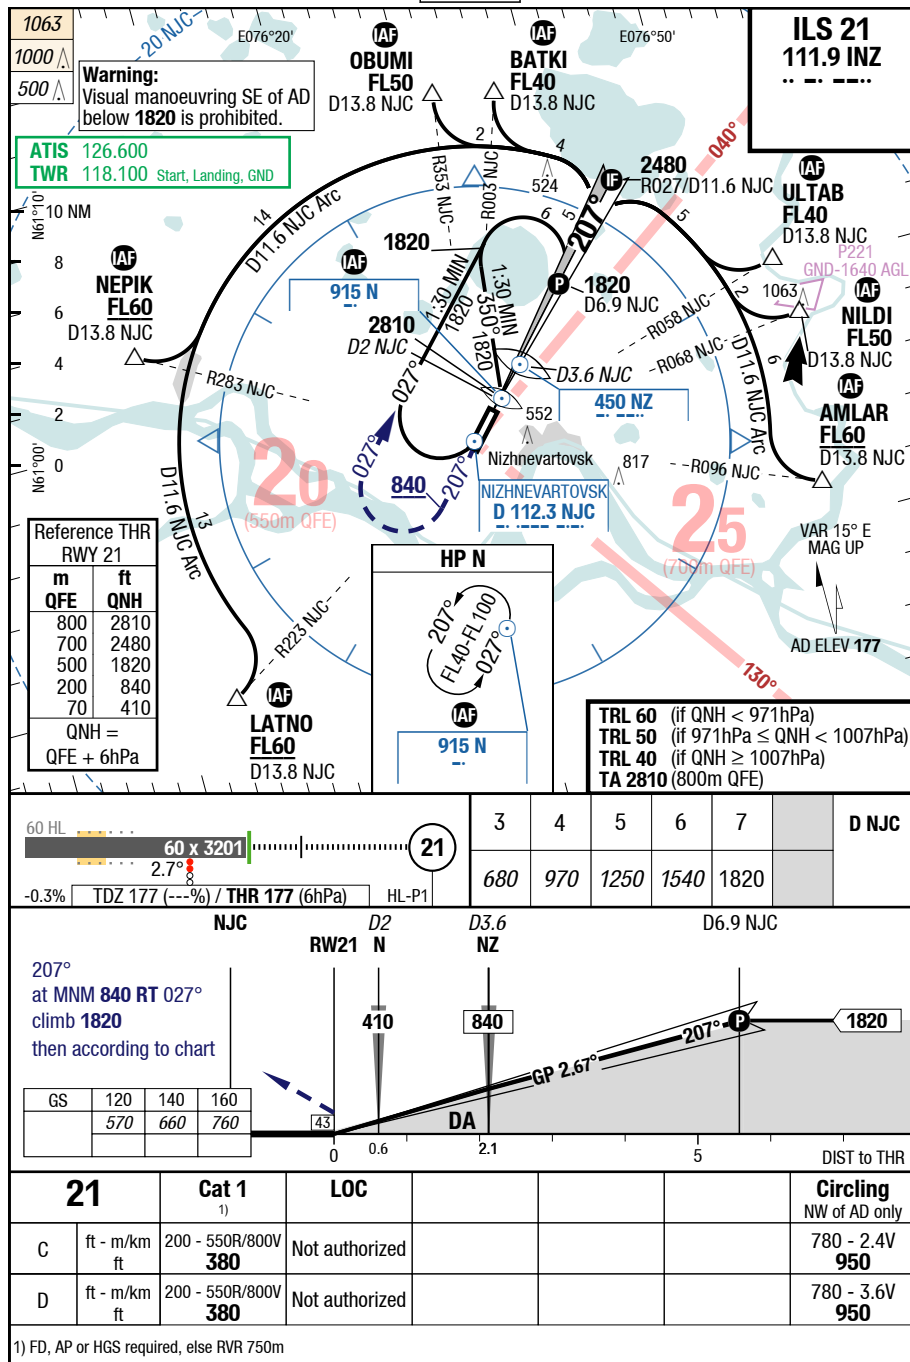 1063
1000
500
20 NJC
E076°20'
E076°50'
ILS 21
111.9 INZ
Warning:
Visual manoeuvring SE of AD
below 1820 is prohibited.
ATIS 126.600
TWR 118.100 Start, Landing, GND
IAF
OBUMI
FL50
D13.8 NJC
IAF
BATKI
FL40
D13.8 NJC
040°
2
4
R353 NJC
R003 NJC
524
IF
2480
R027/D11.6 NJC
IAF
ULTAB
FL40
D13.8 NJC
N61°10'
10 NM
8
6
4
2
0
N61°00'
14
D11.6 NJC Arc
6
5
207°
5
P221
GND-1640 AGL
1063
IAF
NEPIK
FL60
D13.8 NJC
IAF
915 N
1820
1:30 MIN
1820
1:30 MIN
350°
1820
P
1820
D6.9 NJC
2
IAF
NILDI
FL50
D13.8 NJC
2810
D2 NJC
R058 NJC
R068 NJC
6
D11.6 NJC Arc
D3.6 NJC
R283 NJC
027°
450 NZ
IAF
AMLAR
FL60
D13.8 NJC
552
Nizhnevartovsk
817
R096 NJC
027°
840
207°
20
(550m QFE)
NIZHNEVARTOVSK
D 112.3 NJC
25
(700m QFE)
D11.6 NJC Arc
13
VAR 15° E
MAG UP
AD ELEV 177
Reference THR
RWY 21
m ft
QFE QNH
800 2810
700 2480
500 1820
200 840
70 410
QNH =
QFE + 6hPa
R223 NJC
IAF
LATNO
FL60
D13.8 NJC
HP N
207°
FL40-FL100
027°
IAF
915 N
130°
TRL 60 (if QNH < 971hPa)
TRL 50 (if 971hPa ≤ QNH < 1007hPa)
TRL 40 (if QNH ≥ 1007hPa)
TA 2810 (800m QFE)
60 HL
60 x 3201
21
2.7°
-0.3% TDZ 177 (---%) / THR 177 (6hPa) HL-P1
3 4 5 6 7 D NJC
680 970 1250 1540 1820
NJC D2 D3.6 D6.9 NJC
RW21 N NZ
207°
at MNM 840 RT 027°
climb 1820
then according to chart
410
840
207°
P
1820
GP 2.67°
GS 120 140 160
570 660 760
43
DA
0 0.6 2.1 5 DIST to THR
21 Cat 1 LOC Circling
1) NW of AD only
C ft - m/km 200 - 550R/800V Not authorized 780 - 2.4V
ft 380 950
D ft - m/km 200 - 550R/800V Not authorized 780 - 3.6V
ft 380 950
1) FD, AP or HGS required, else RVR 750m